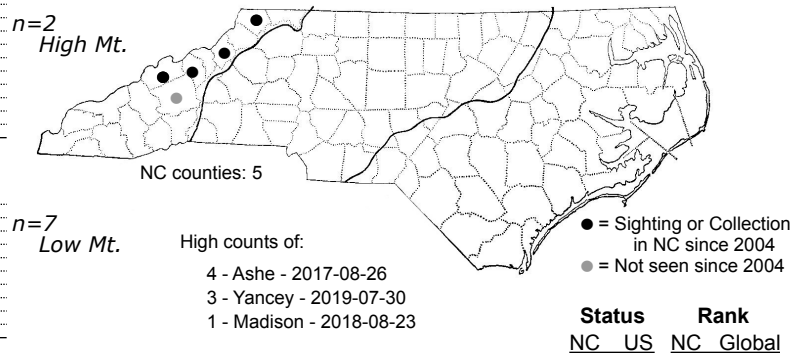 n=2
High Mt.
NC counties: 5
n=7
Low Mt.
High counts of:
4 - Ashe - 2017-08-26
3 - Yancey - 2019-07-30
1 - Madison - 2018-08-23
● = Sighting or Collection
in NC since 2004
● = Not seen since 2004
Status Rank
NC US NC Global